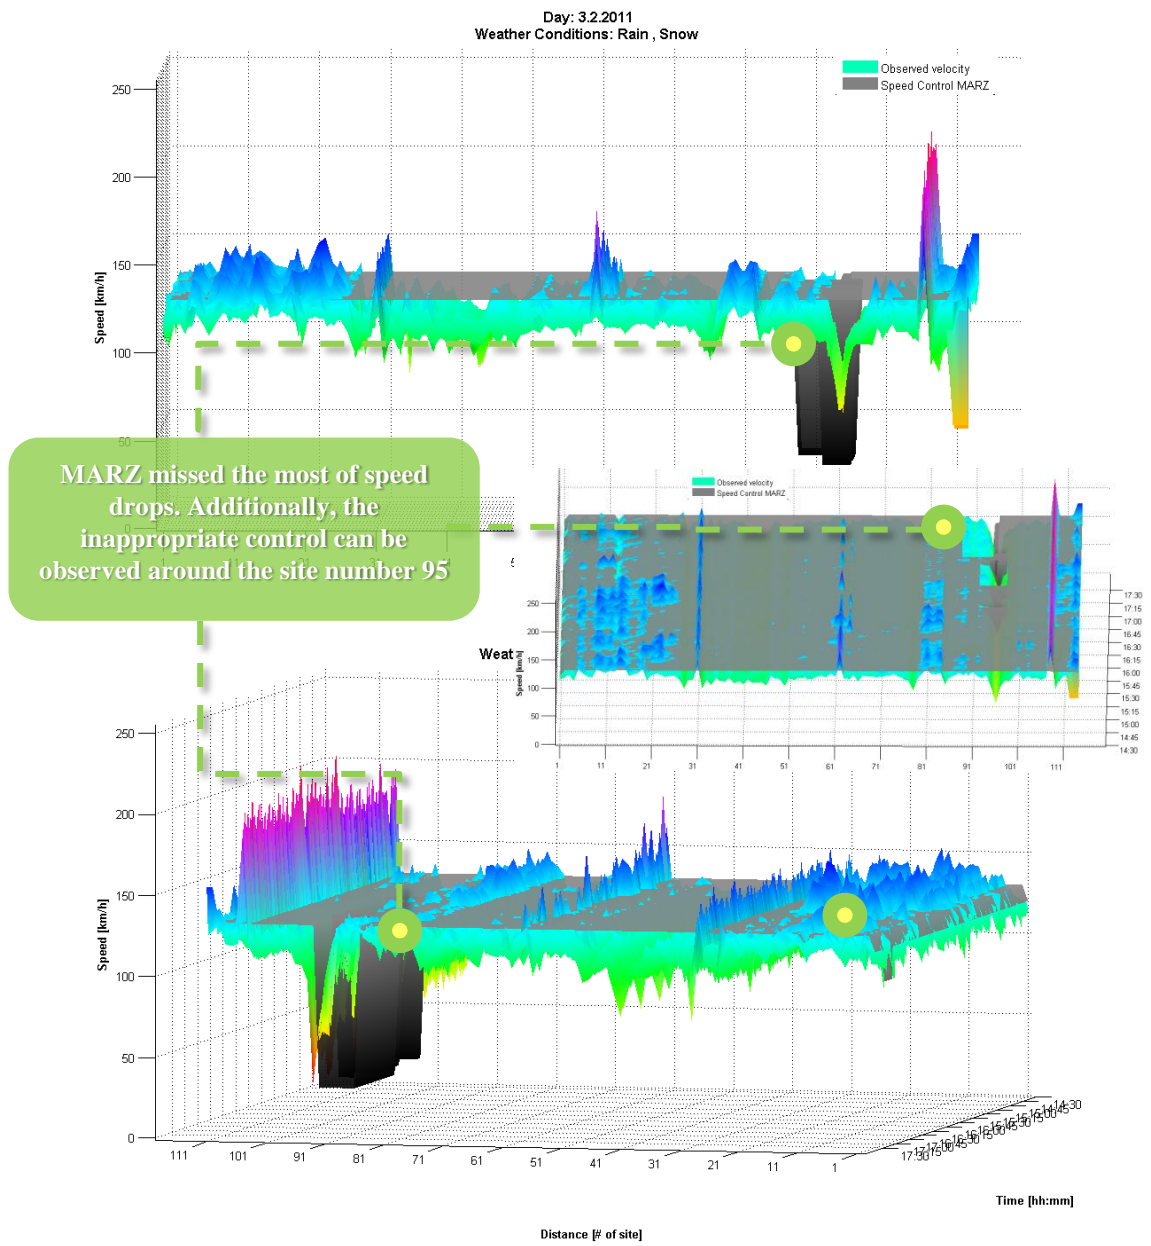 Day: 3.2.2011
Weather Conditions: Rain , Snow
Observed velocity
Speed Control MARZ
250
200
150
100
50
0
Speed [km/h]
MARZ missed the most of speed
drops. Additionally, the
inappropriate control can be
observed around the site number 95
Observed velocity
Speed Control MARZ
250
200
150
100
50
0
Speed [km/h]
1 11 21 31 41 51 61 71 81 91 101 111
17:30
17:15
17:00
16:45
16:30
16:15
16:00
15:45
15:30
15:15
15:00
14:45
14:30
Weat
250
200
150
100
50
0
Speed [km/h]
111 101 91 81 71 61 51 41 31 21 11 1
17:30
14:30
Time [hh:mm]
Distance [# of site]